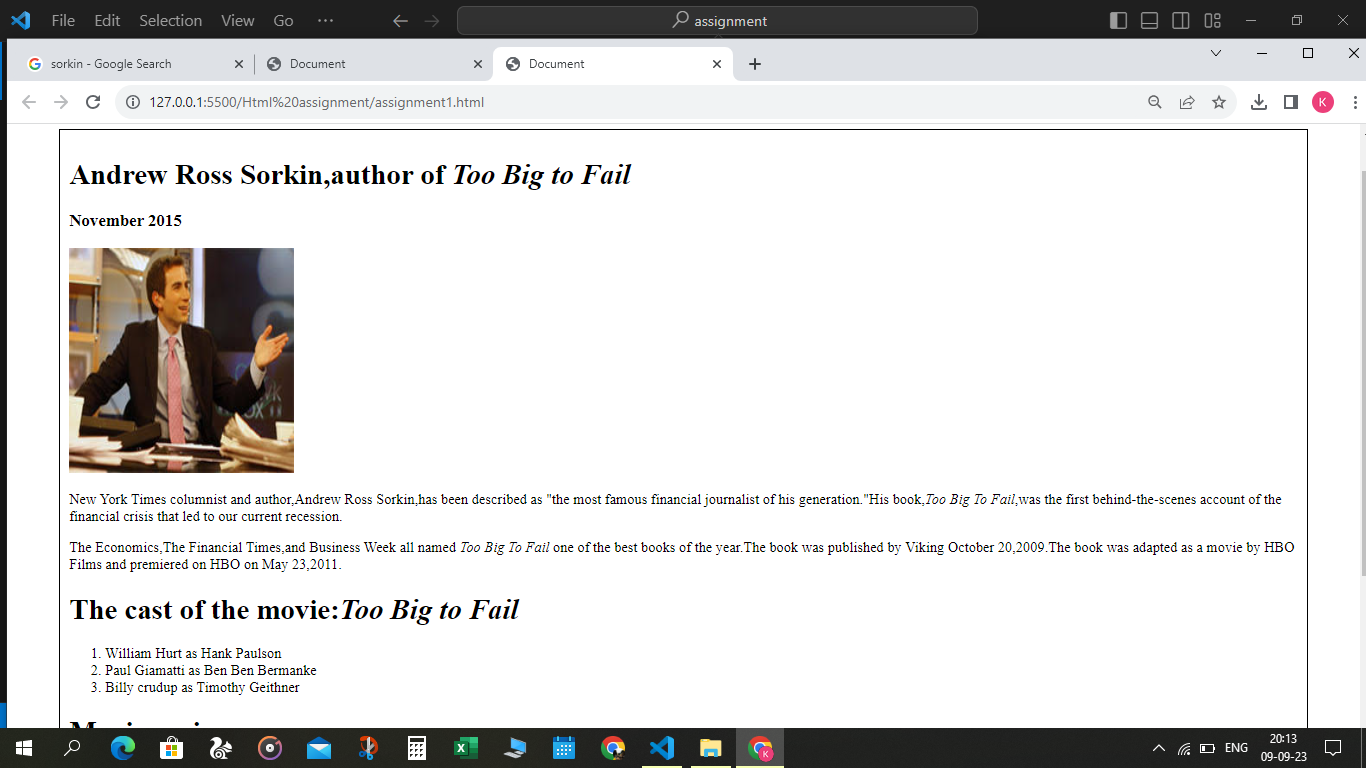 File Edit Selection View Go ··· assignment
sorkin - Google Search Document Document
127.0.0.1:5500/Html%20assignment/assignment1.html K
Andrew Ross Sorkin,author of Too Big to Fail
November 2015
New York Times columnist and author,Andrew Ross Sorkin,has been described as "the most famous financial journalist of his generation."His book,Too Big To Fail,was the first behind-the-scenes account of the
financial crisis that led to our current recession.
The Economics,The Financial Times,and Business Week all named Too Big To Fail one of the best books of the year.The book was published by Viking October 20,2009.The book was adapted as a movie by HBO
Films and premiered on HBO on May 23,2011.
The cast of the movie:Too Big to Fail
1. William Hurt as Hank Paulson
2. Paul Giamatti as Ben Ben Bermanke
3. Billy crudup as Timothy Geithner
K ENG 20:13
09-09-23